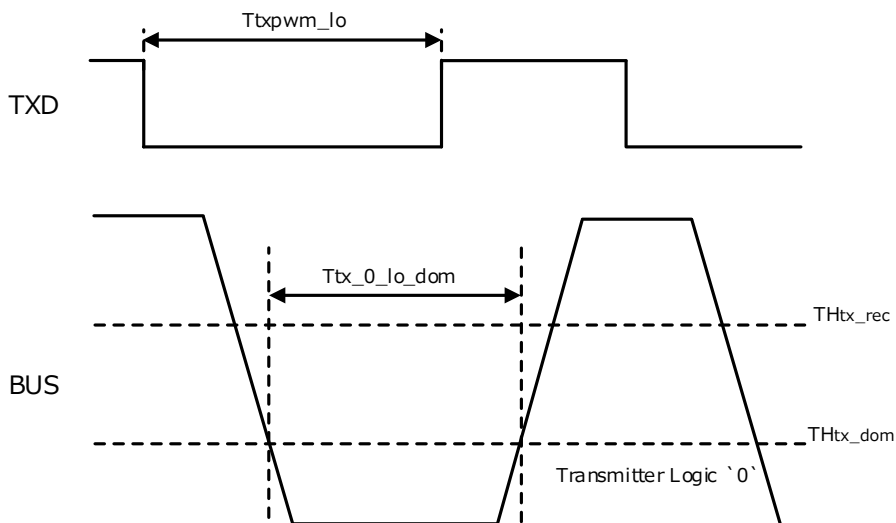 Ttxpwm_lo
TXD
Ttx_0_lo_dom
THtx_rec
BUS
THtx_dom
Transmitter Logic `0`